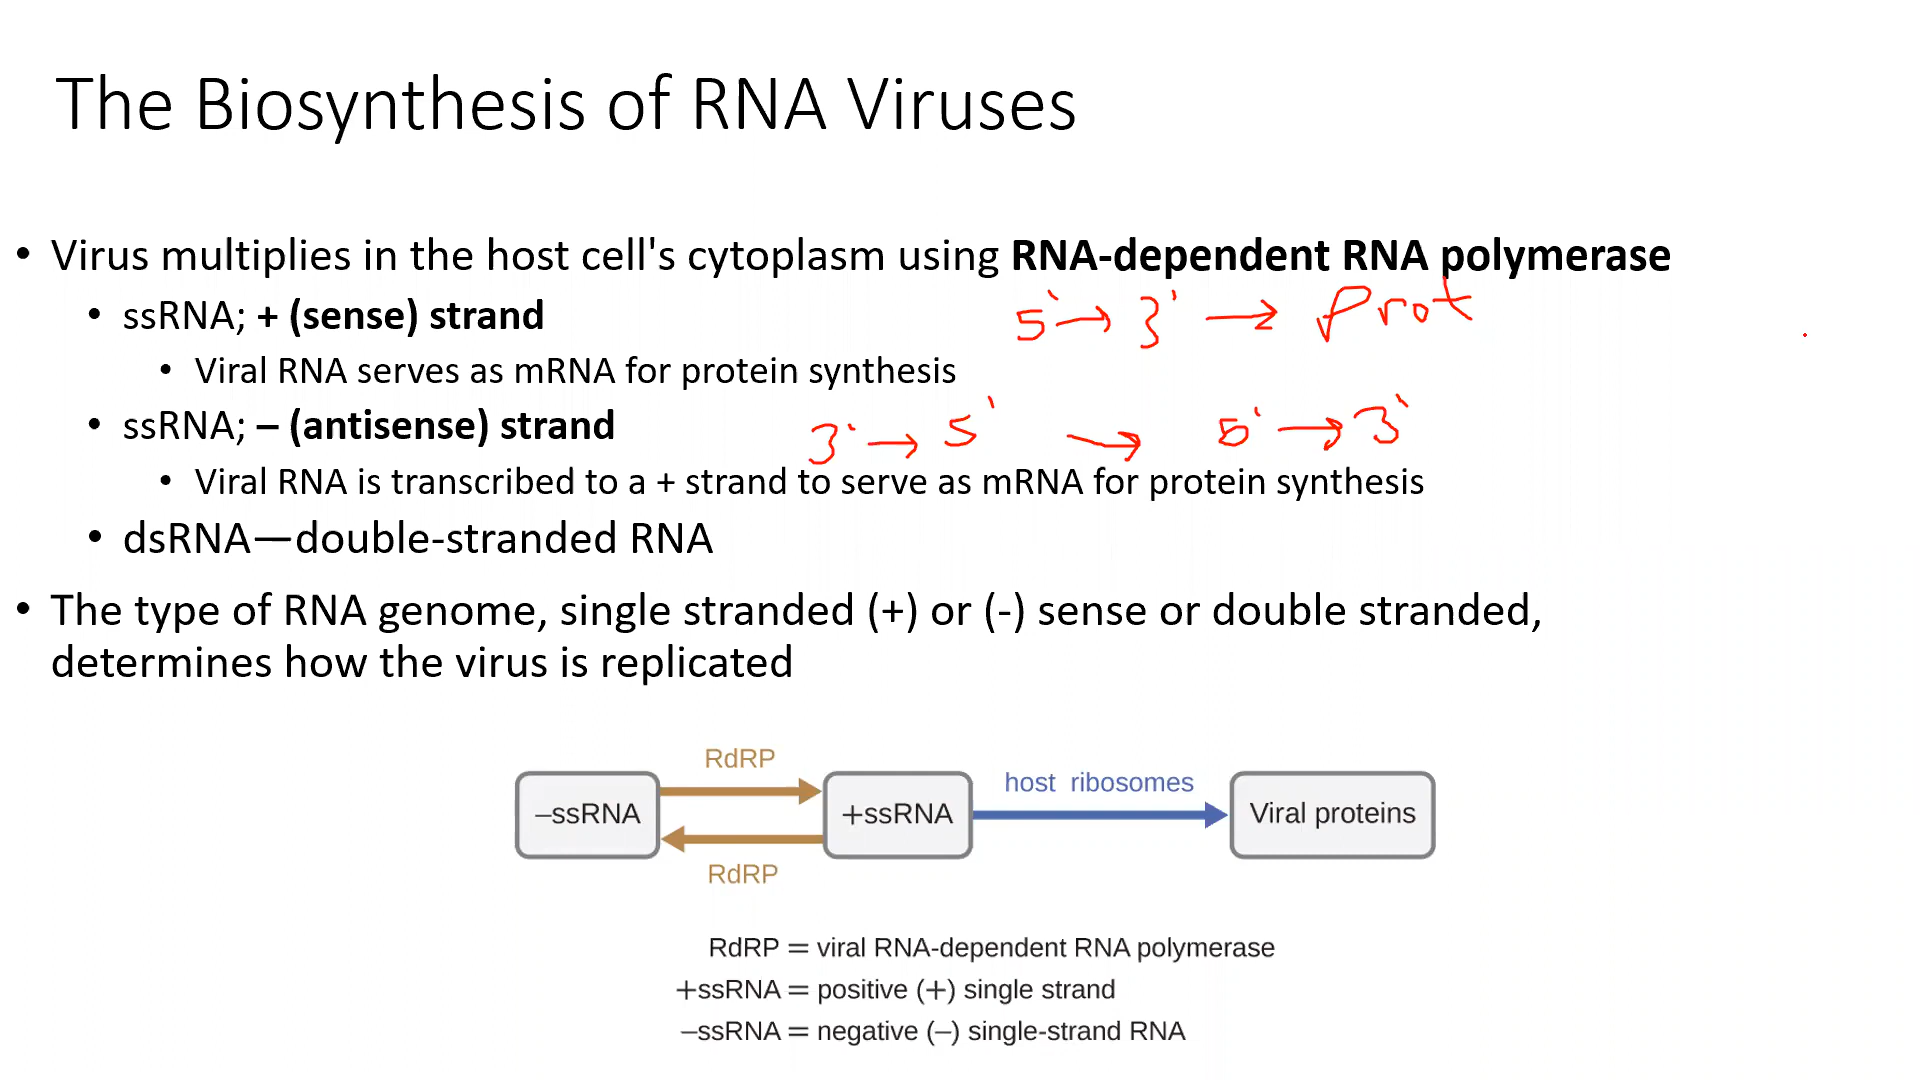 The Biosynthesis of RNA Viruses
• Virus multiplies in the host cell's cytoplasm using RNA-dependent RNA polymerase
• ssRNA; + (sense) strand
5' → 3' → Prot
• Viral RNA serves as mRNA for protein synthesis
• ssRNA; – (antisense) strand
3' → 5' → 5' → 3'
• Viral RNA is transcribed to a + strand to serve as mRNA for protein synthesis
• dsRNA—double-stranded RNA
• The type of RNA genome, single stranded (+) or (-) sense or double stranded,
determines how the virus is replicated
RdRP
host ribosomes
–ssRNA
+ssRNA
Viral proteins
RdRP
RdRP = viral RNA-dependent RNA polymerase
+ssRNA = positive (+) single strand
–ssRNA = negative (–) single-strand RNA